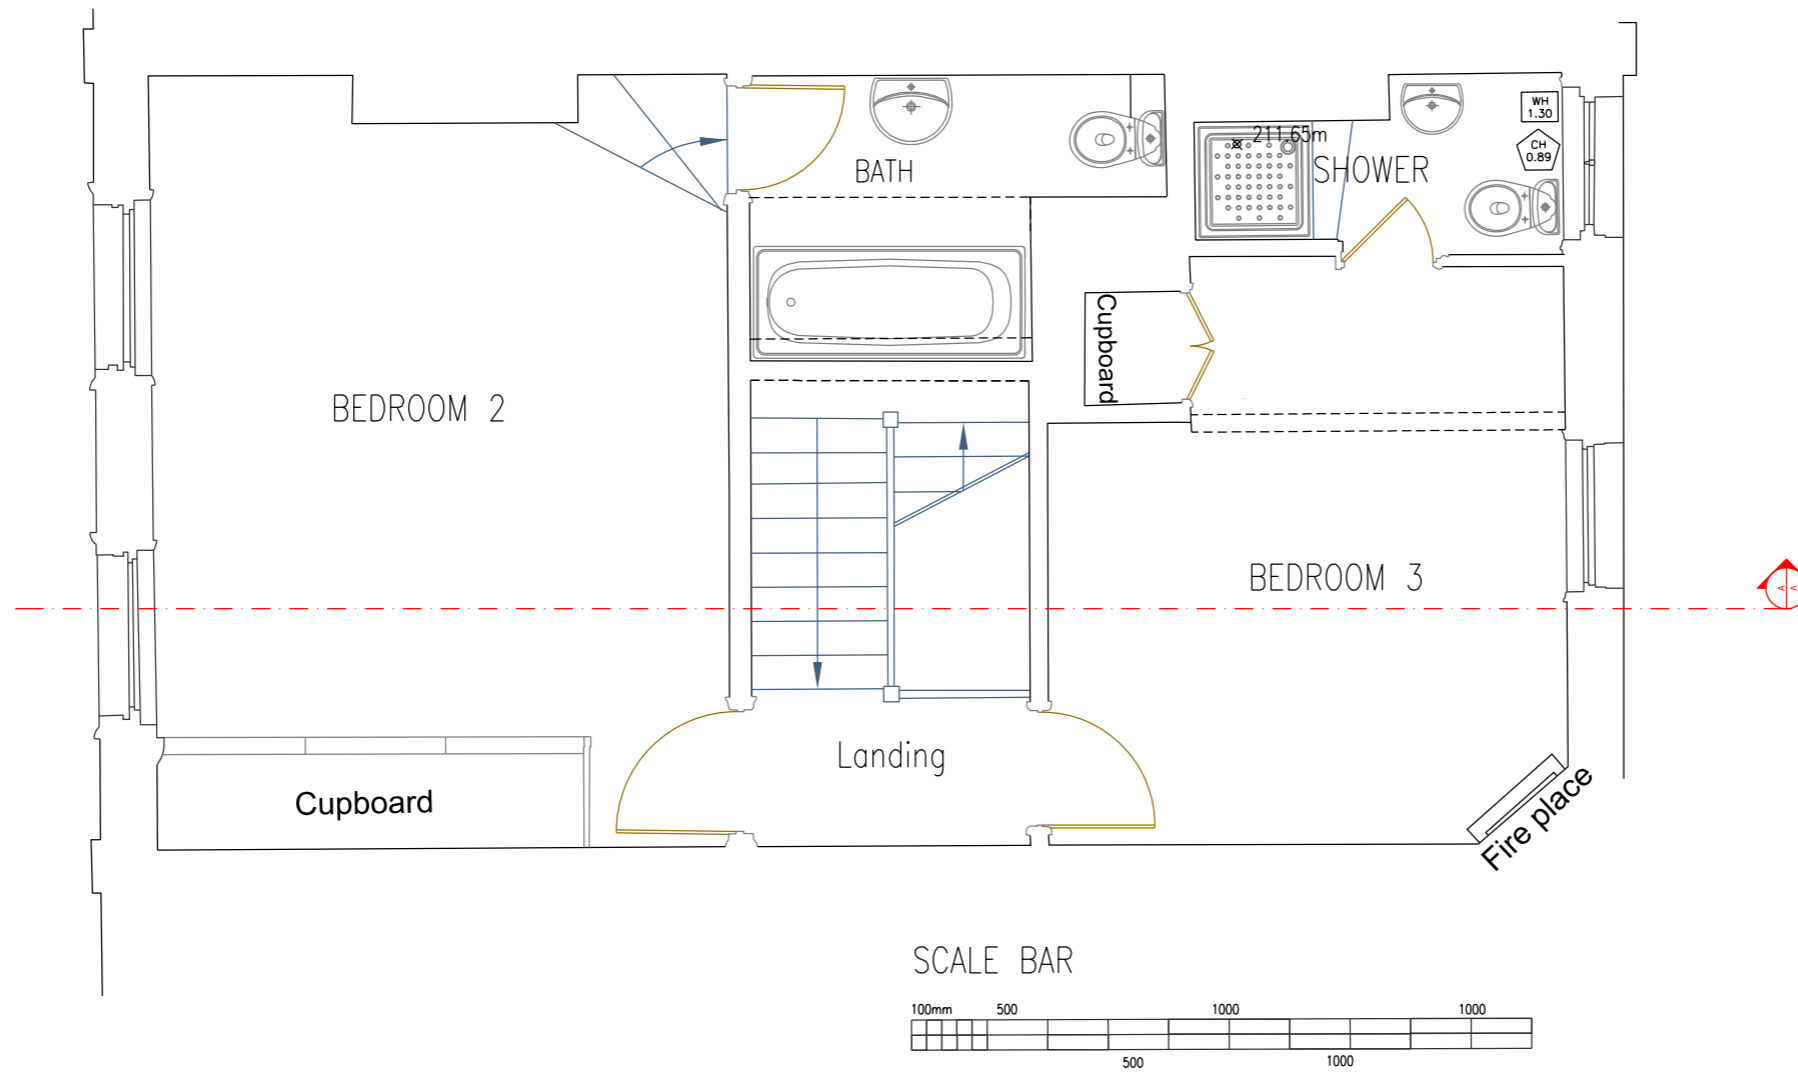 WH
1.30
211.65m
CH
0.89
BATH
SHOWER
Cupboard
BEDROOM 2
BEDROOM 3
A A
Landing
Cupboard
Fire place
SCALE BAR
100mm 500 1000 1000
500 1000